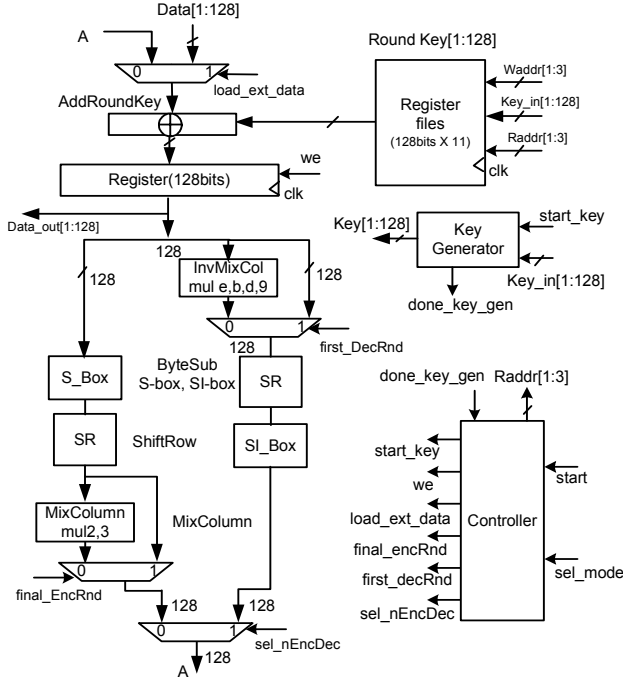 Data[1:128]
A
0 1
load_ext_data
AddRoundKey
Register(128bits)
we
clk
Data_out[1:128]
128
128
InvMixCol
mul e,b,d,9
128
0 1
first_DecRnd
128
ByteSub
S-box, SI-box
S_Box
SR
SR
ShiftRow
SI_Box
MixColumn
mul2,3
MixColumn
0 1
final_EncRnd
128
128
0 1
sel_nEncDec
128
A
Round Key[1:128]
Register
files
(128bits X 11)
Waddr[1:3]
Key_in[1:128]
Raddr[1:3]
clk
Key[1:128]
Key
Generator
start_key
Key_in[1:128]
done_key_gen
done_key_gen
Raddr[1:3]
start_key
we
load_ext_data
final_encRnd
first_decRnd
sel_nEncDec
Controller
start
sel_mode